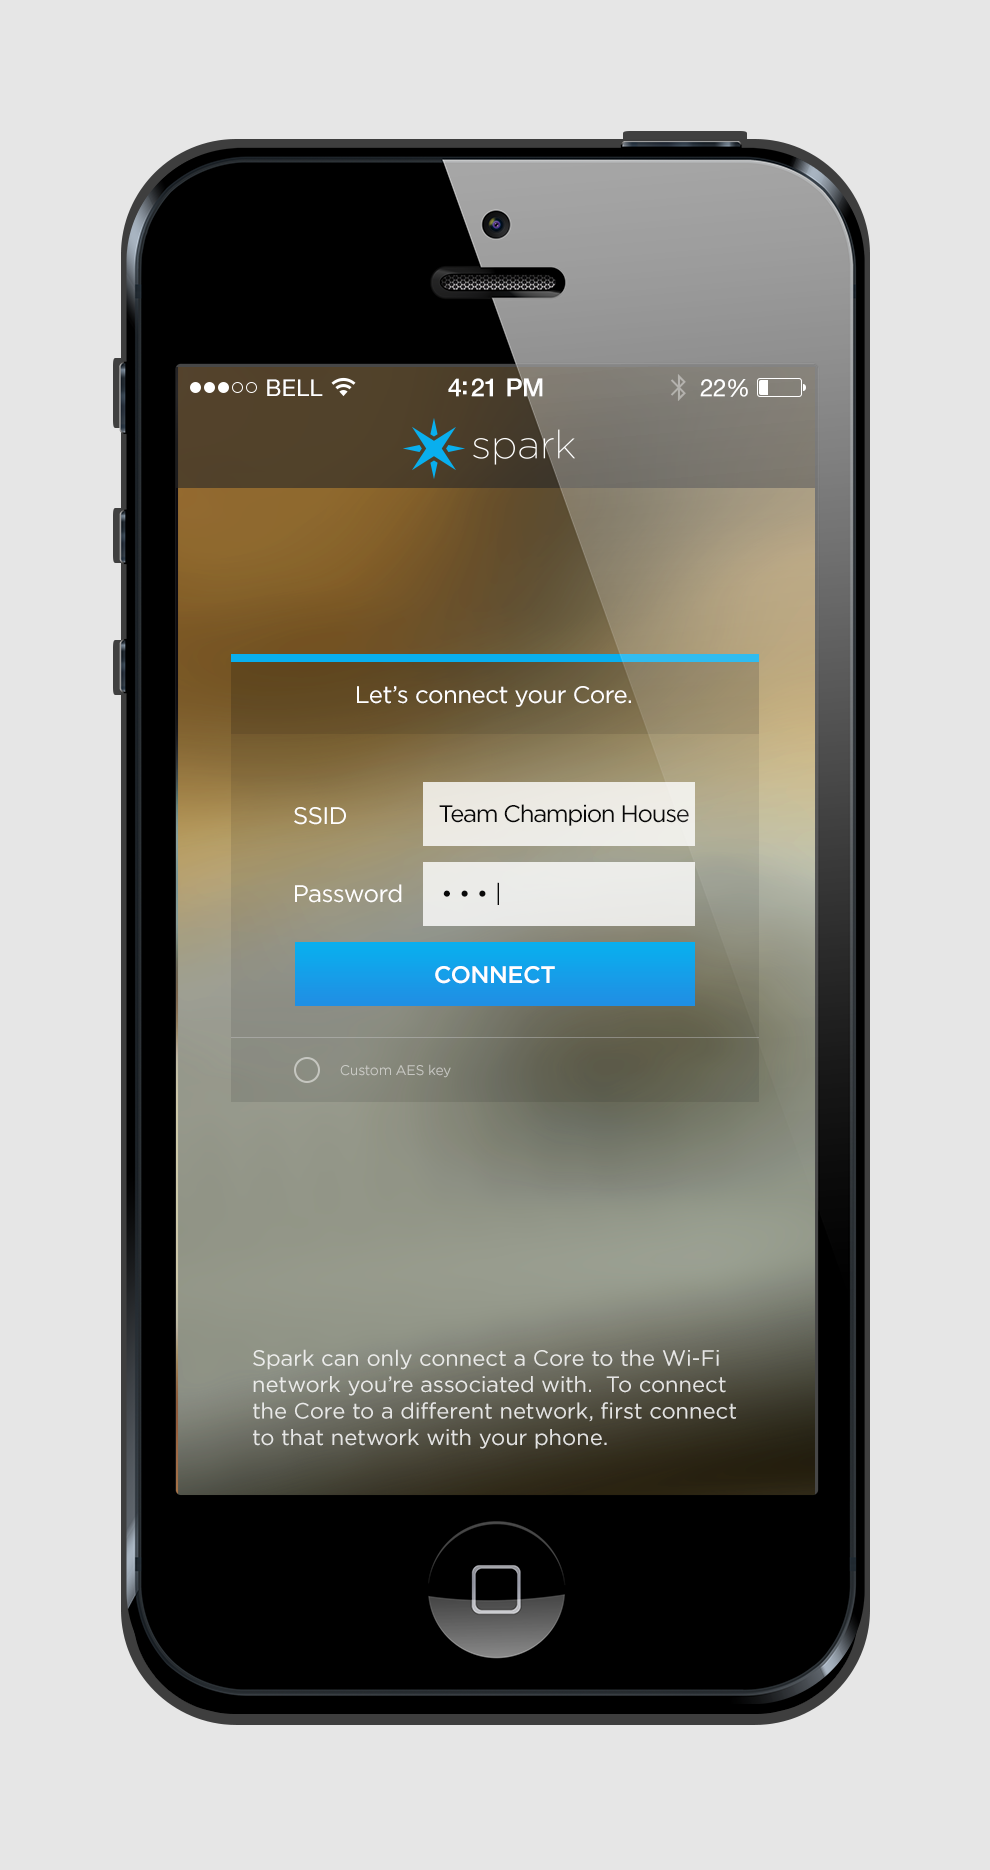 BELL 4:21 PM 22%
spark
Let's connect your Core.
SSID Team Champion House
Password •••
CONNECT
Custom AES key
Spark can only connect a Core to the Wi-Fi
network you're associated with.  To connect
the Core to a different network, first connect
to that network with your phone.